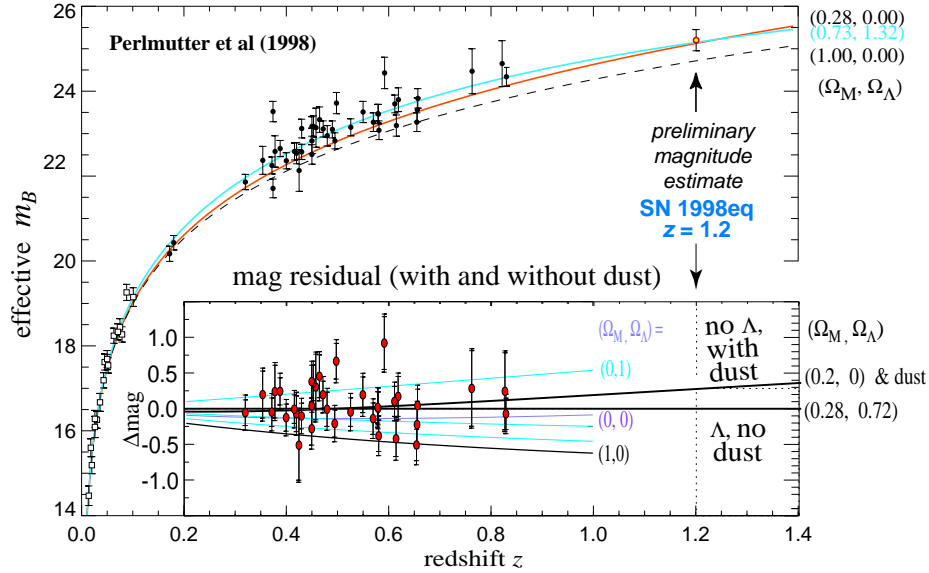 Perlmutter et al (1998)
(0.28, 0.00)
(0.73, 1.32)
(1.00, 0.00)
(Ω_M, Ω_Λ)
26
24
22
20
18
16
14
effective m_B
preliminary
magnitude
estimate
SN 1998eq
z = 1.2
mag residual (with and without dust)
1.0
0.5
0.0
-0.5
-1.0
Δmag
(Ω_M, Ω_Λ) =
(0,1)
(0, 0)
(1,0)
no Λ,
with
dust
Λ, no
dust
(Ω_M, Ω_Λ)
(0.2, 0) & dust
(0.28, 0.72)
0.0 0.2 0.4 0.6 0.8 1.0 1.2 1.4
redshift z